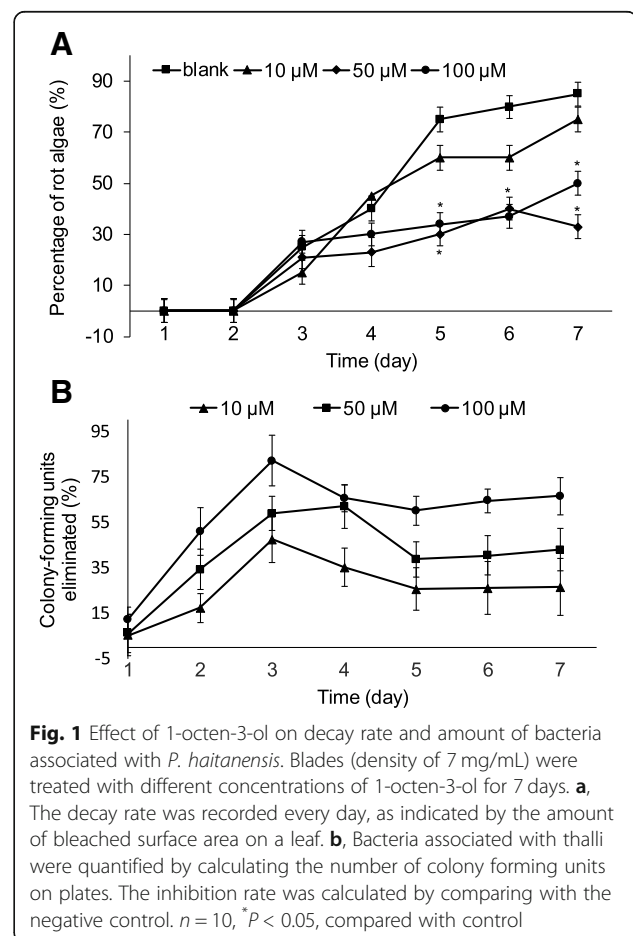 A
blank 10 µM 50 µM 100 µM
Percentage of rot algae (%)
90
70
50
30
10
-10
* * * * *
1 2 3 4 5 6 7
Time (day)
B
10 µM 50 µM 100 µM
Colony-forming units
eliminated (%)
95
75
55
35
15
-5
1 2 3 4 5 6 7
Time (day)
Fig. 1 Effect of 1-octen-3-ol on decay rate and amount of bacteria
associated with P. haitanensis. Blades (density of 7 mg/mL) were
treated with different concentrations of 1-octen-3-ol for 7 days. a,
The decay rate was recorded every day, as indicated by the amount
of bleached surface area on a leaf. b, Bacteria associated with thalli
were quantified by calculating the number of colony forming units
on plates. The inhibition rate was calculated by comparing with the
negative control. n = 10, *P < 0.05, compared with control